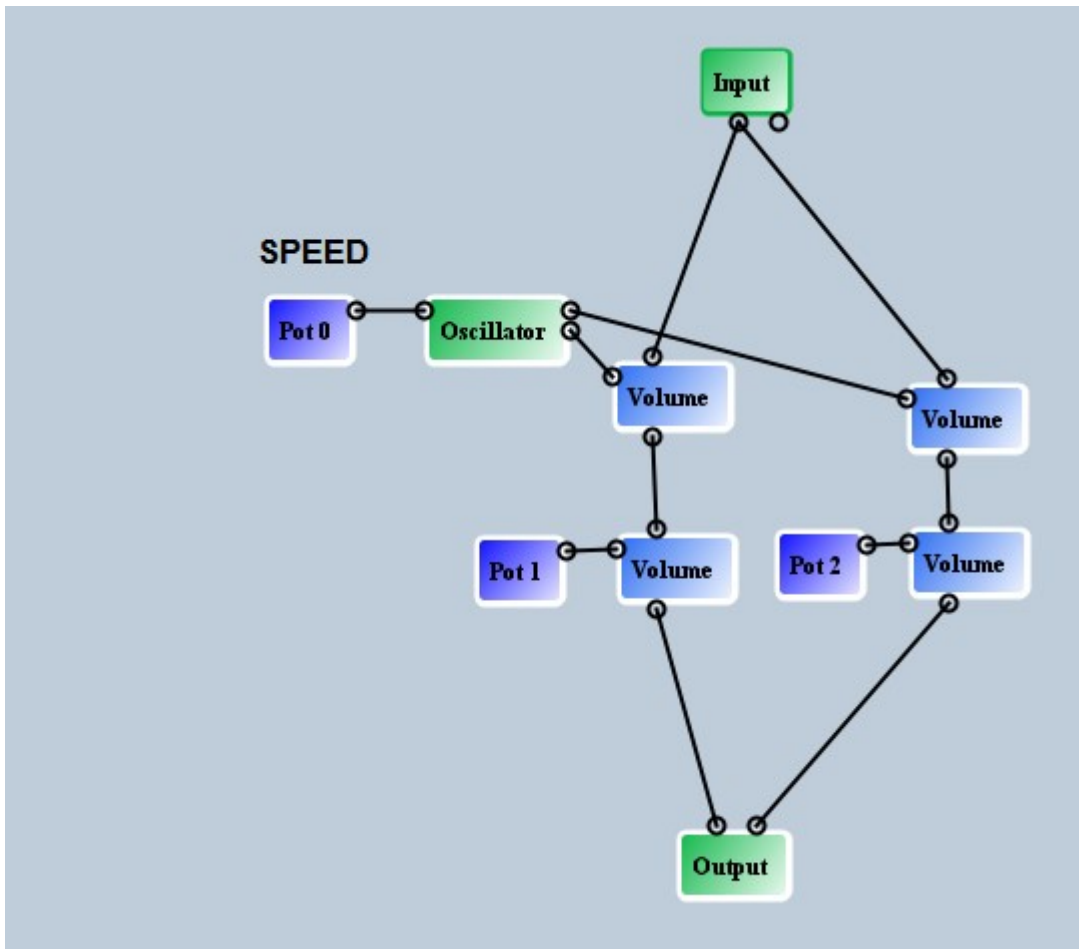 Input
SPEED
Pot 0
Oscillator
Volume
Volume
Pot 1
Volume
Pot 2
Volume
Output